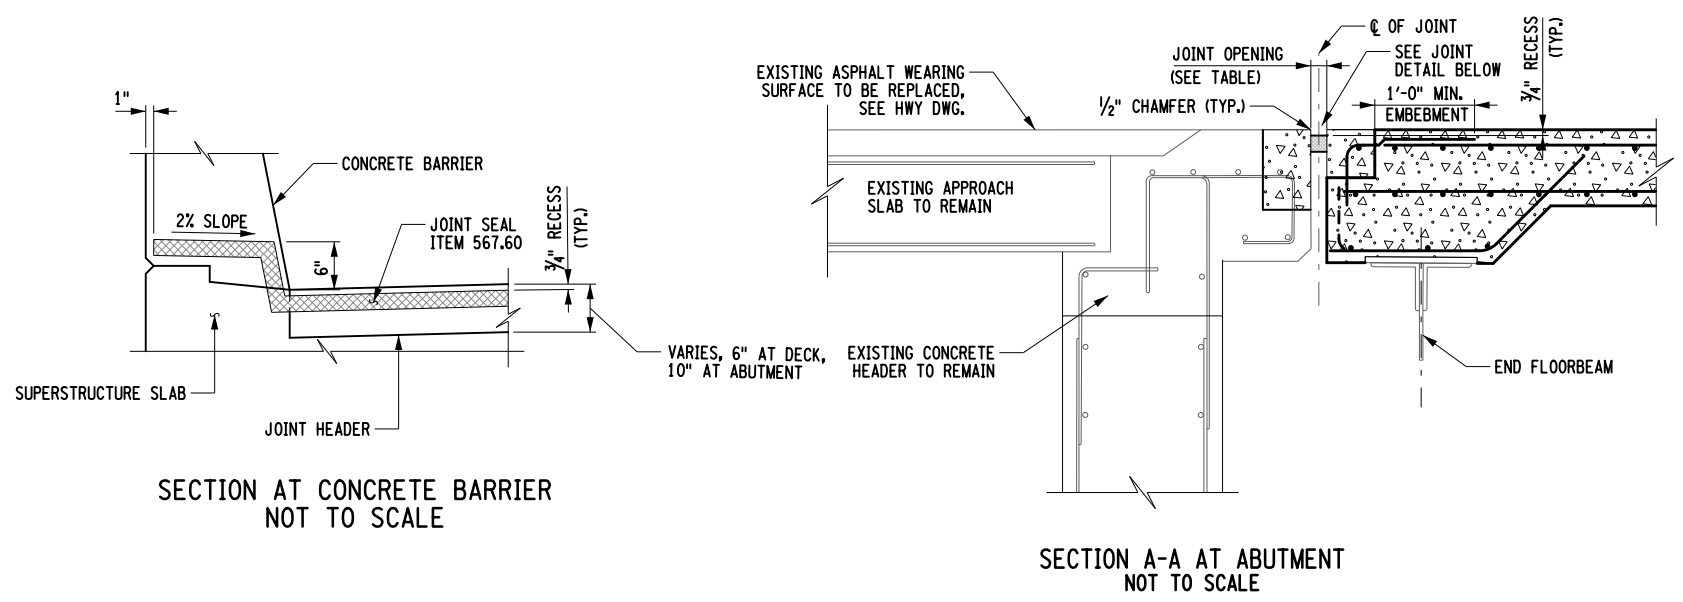 1"
CONCRETE BARRIER
2% SLOPE
JOINT SEAL
ITEM 567.60
6"
3/4" RECESS
(TYP.)
VARIES, 6" AT DECK,
10" AT ABUTMENT
SUPERSTRUCTURE SLAB
JOINT HEADER
SECTION AT CONCRETE BARRIER
NOT TO SCALE
℄ OF JOINT
JOINT OPENING
(SEE TABLE)
SEE JOINT
DETAIL BELOW
3/4" RECESS
(TYP.)
EXISTING ASPHALT WEARING
SURFACE TO BE REPLACED,
SEE HWY DWG.
1/2" CHAMFER (TYP.)
1'-0" MIN.
EMBEBMENT
EXISTING APPROACH
SLAB TO REMAIN
EXISTING CONCRETE
HEADER TO REMAIN
END FLOORBEAM
SECTION A-A AT ABUTMENT
NOT TO SCALE